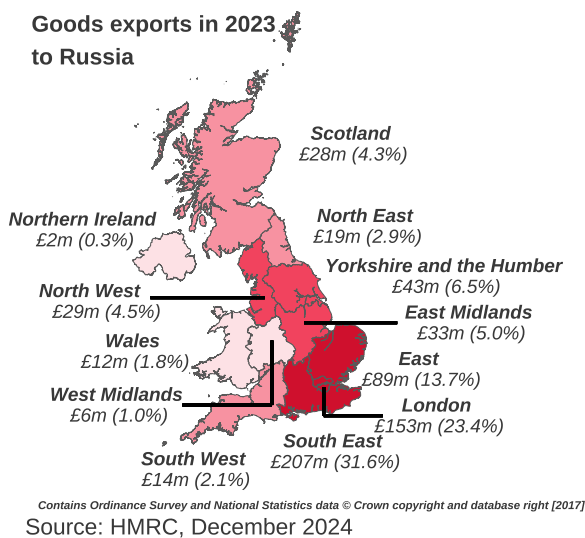 Goods exports in 2023
to Russia
Scotland
£28m (4.3%)
Northern Ireland
£2m (0.3%)
North East
£19m (2.9%)
Yorkshire and the Humber
£43m (6.5%)
North West
£29m (4.5%)
East Midlands
£33m (5.0%)
Wales
£12m (1.8%)
East
£89m (13.7%)
West Midlands
£6m (1.0%)
London
£153m (23.4%)
South East
£207m (31.6%)
South West
£14m (2.1%)
Contains Ordinance Survey and National Statistics data © Crown copyright and database right [2017]
Source: HMRC, December 2024